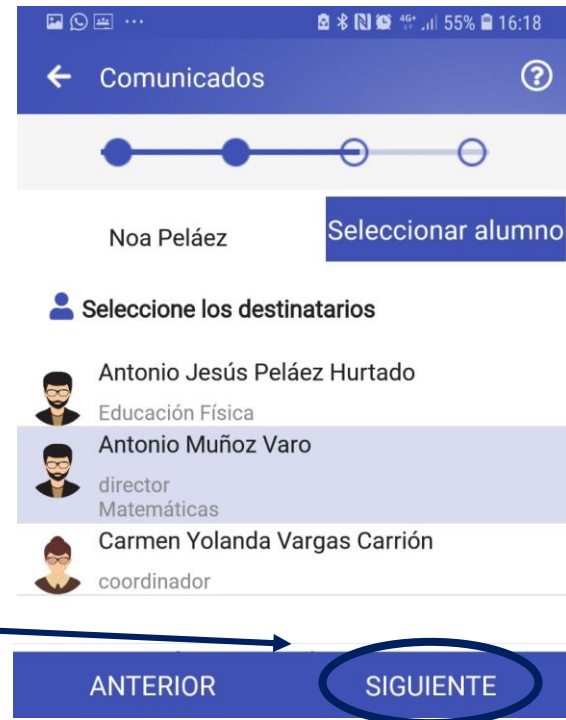 4G+ 55% 16:18
Comunicados
Noa Peláez Seleccionar alumno
Seleccione los destinatarios
Antonio Jesús Peláez Hurtado
Educación Física
Antonio Muñoz Varo
director
Matemáticas
Carmen Yolanda Vargas Carrión
coordinador
ANTERIOR SIGUIENTE